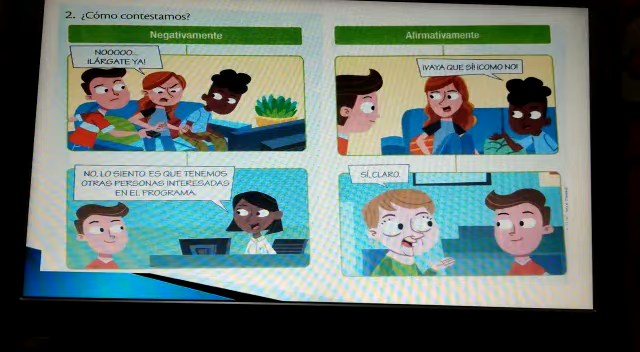 2. ¿Cómo contestamos?
Negativamente
Afirmativamente
NOOOOO...
¡LÁRGATE YA!
¡VAYA QUE SÍ! ¡CÓMO NO!
NO, LO SIENTO. ES QUE TENEMOS
OTRAS PERSONAS INTERESADAS
EN EL PROGRAMA.
SÍ, CLARO.